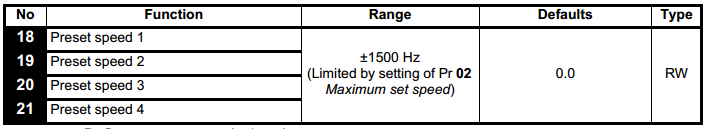 No Function Range Defaults Type
18 Preset speed 1
19 Preset speed 2
20 Preset speed 3
21 Preset speed 4
±1500 Hz
(Limited by setting of Pr 02
Maximum set speed)
0.0
RW